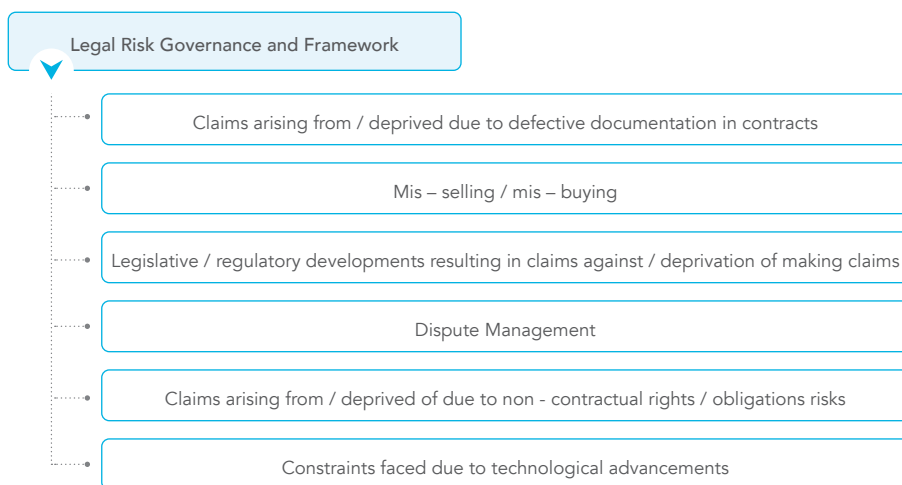 Legal Risk Governance and Framework
Claims arising from / deprived due to defective documentation in contracts
Mis – selling / mis – buying
Legislative / regulatory developments resulting in claims against / deprivation of making claims
Dispute Management
Claims arising from / deprived of due to non - contractual rights / obligations risks
Constraints faced due to technological advancements